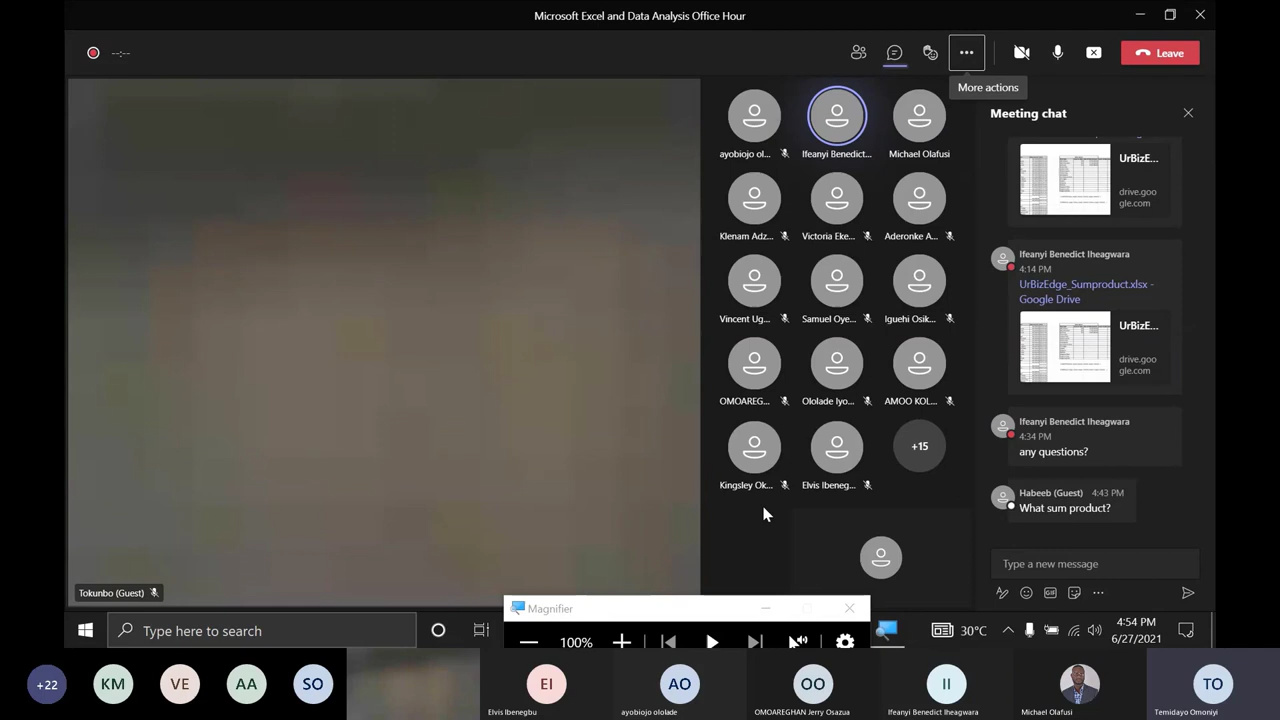 Microsoft Excel and Data Analysis Office Hour
--:--
Leave
More actions
ayobiojo ol...
Ifeanyi Benedict...
Michael Olafusi
Klenam Adz...
Victoria Eke...
Aderonke A...
Vincent Ug...
Samuel Oye...
Iguehi Osik...
OMOAREG...
Ololade Iyo...
AMOO KOL...
+15
Kingsley Ok...
Elvis Ibeneg...
Tokunbo (Guest)
Meeting chat
UrBizE...
drive.goo
gle.com
Ifeanyi Benedict Iheagwara
4:14 PM
UrBizEdge_Sumproduct.xlsx -
Google Drive
UrBizE...
drive.goo
gle.com
Ifeanyi Benedict Iheagwara
4:34 PM
any questions?
Habeeb (Guest) 4:43 PM
What sum product?
Type a new message
GIF
Magnifier
100%
Type here to search
30°C
4:54 PM
6/27/2021
+22
KM
VE
AA
SO
EI
Elvis Ibenegbu
AO
ayobiojo ololade
OO
OMOAREGHAN Jerry Osazua
II
Ifeanyi Benedict Iheagwara
Michael Olafusi
TO
Temidayo Omoniyi